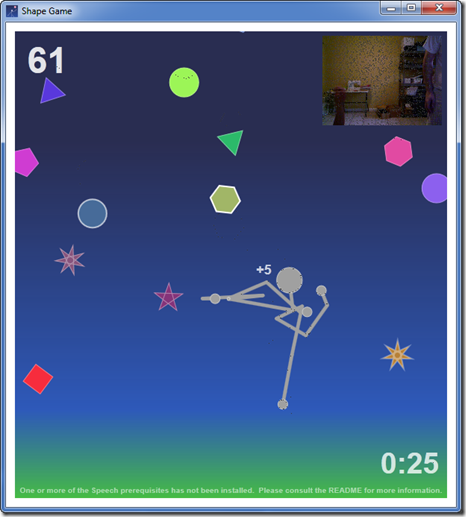 Shape Game
61
+5
0:25
One or more of the Speech prerequisites has not been installed. Please consult the README for more information.